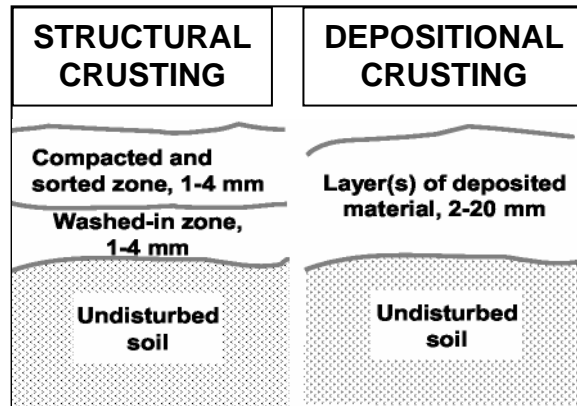 STRUCTURAL
CRUSTING
Compacted and
sorted zone, 1-4 mm
Washed-in zone,
1-4 mm
Undisturbed
soil
DEPOSITIONAL
CRUSTING
Layer(s) of deposited
material, 2-20 mm
Undisturbed
soil